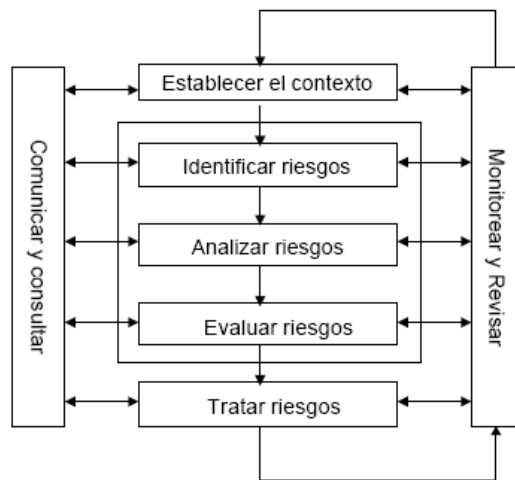 Establecer el contexto
Comunicar y consultar
Identificar riesgos
Analizar riesgos
Evaluar riesgos
Tratar riesgos
Monitorear y Revisar